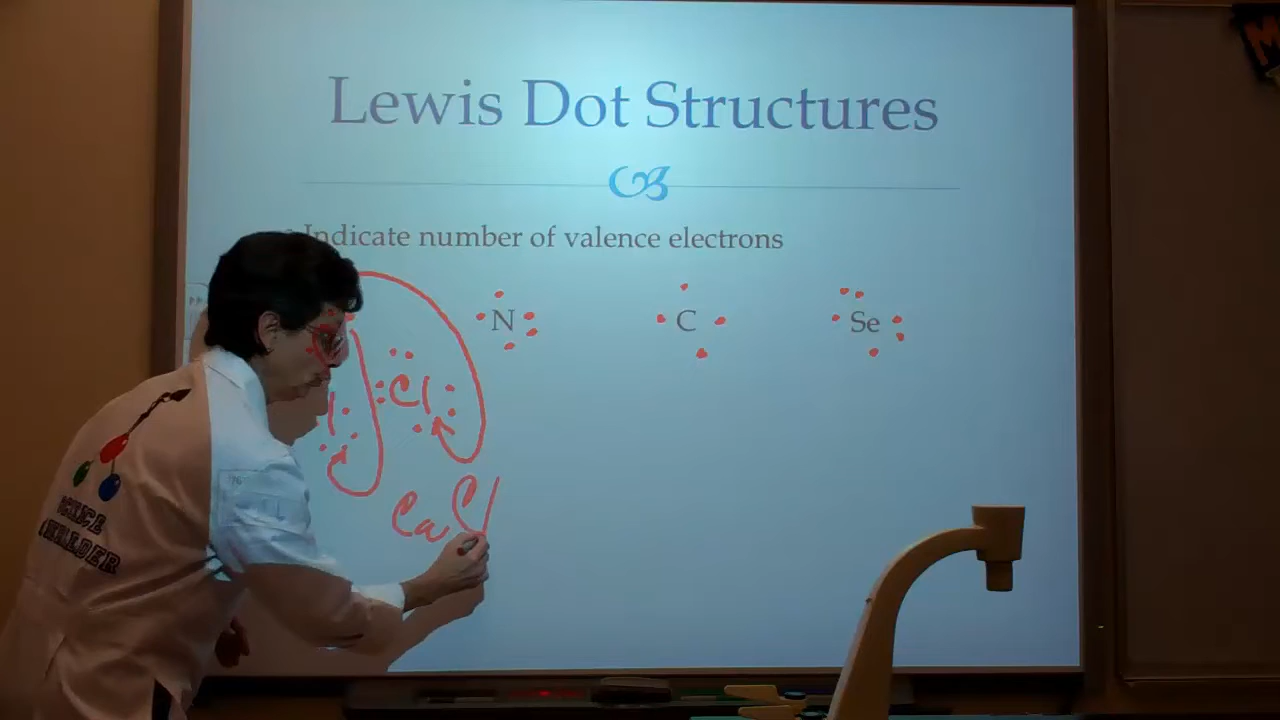 Lewis Dot Structures
Indicate number of valence electrons
N C Se
Cl
CaCl